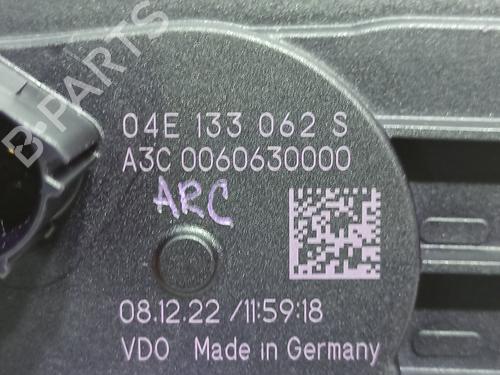 B-PARTS
04E 133 062 S
A3C 0060630000
ARC
08.12.22 /11:59:18
VDO Made in Germany